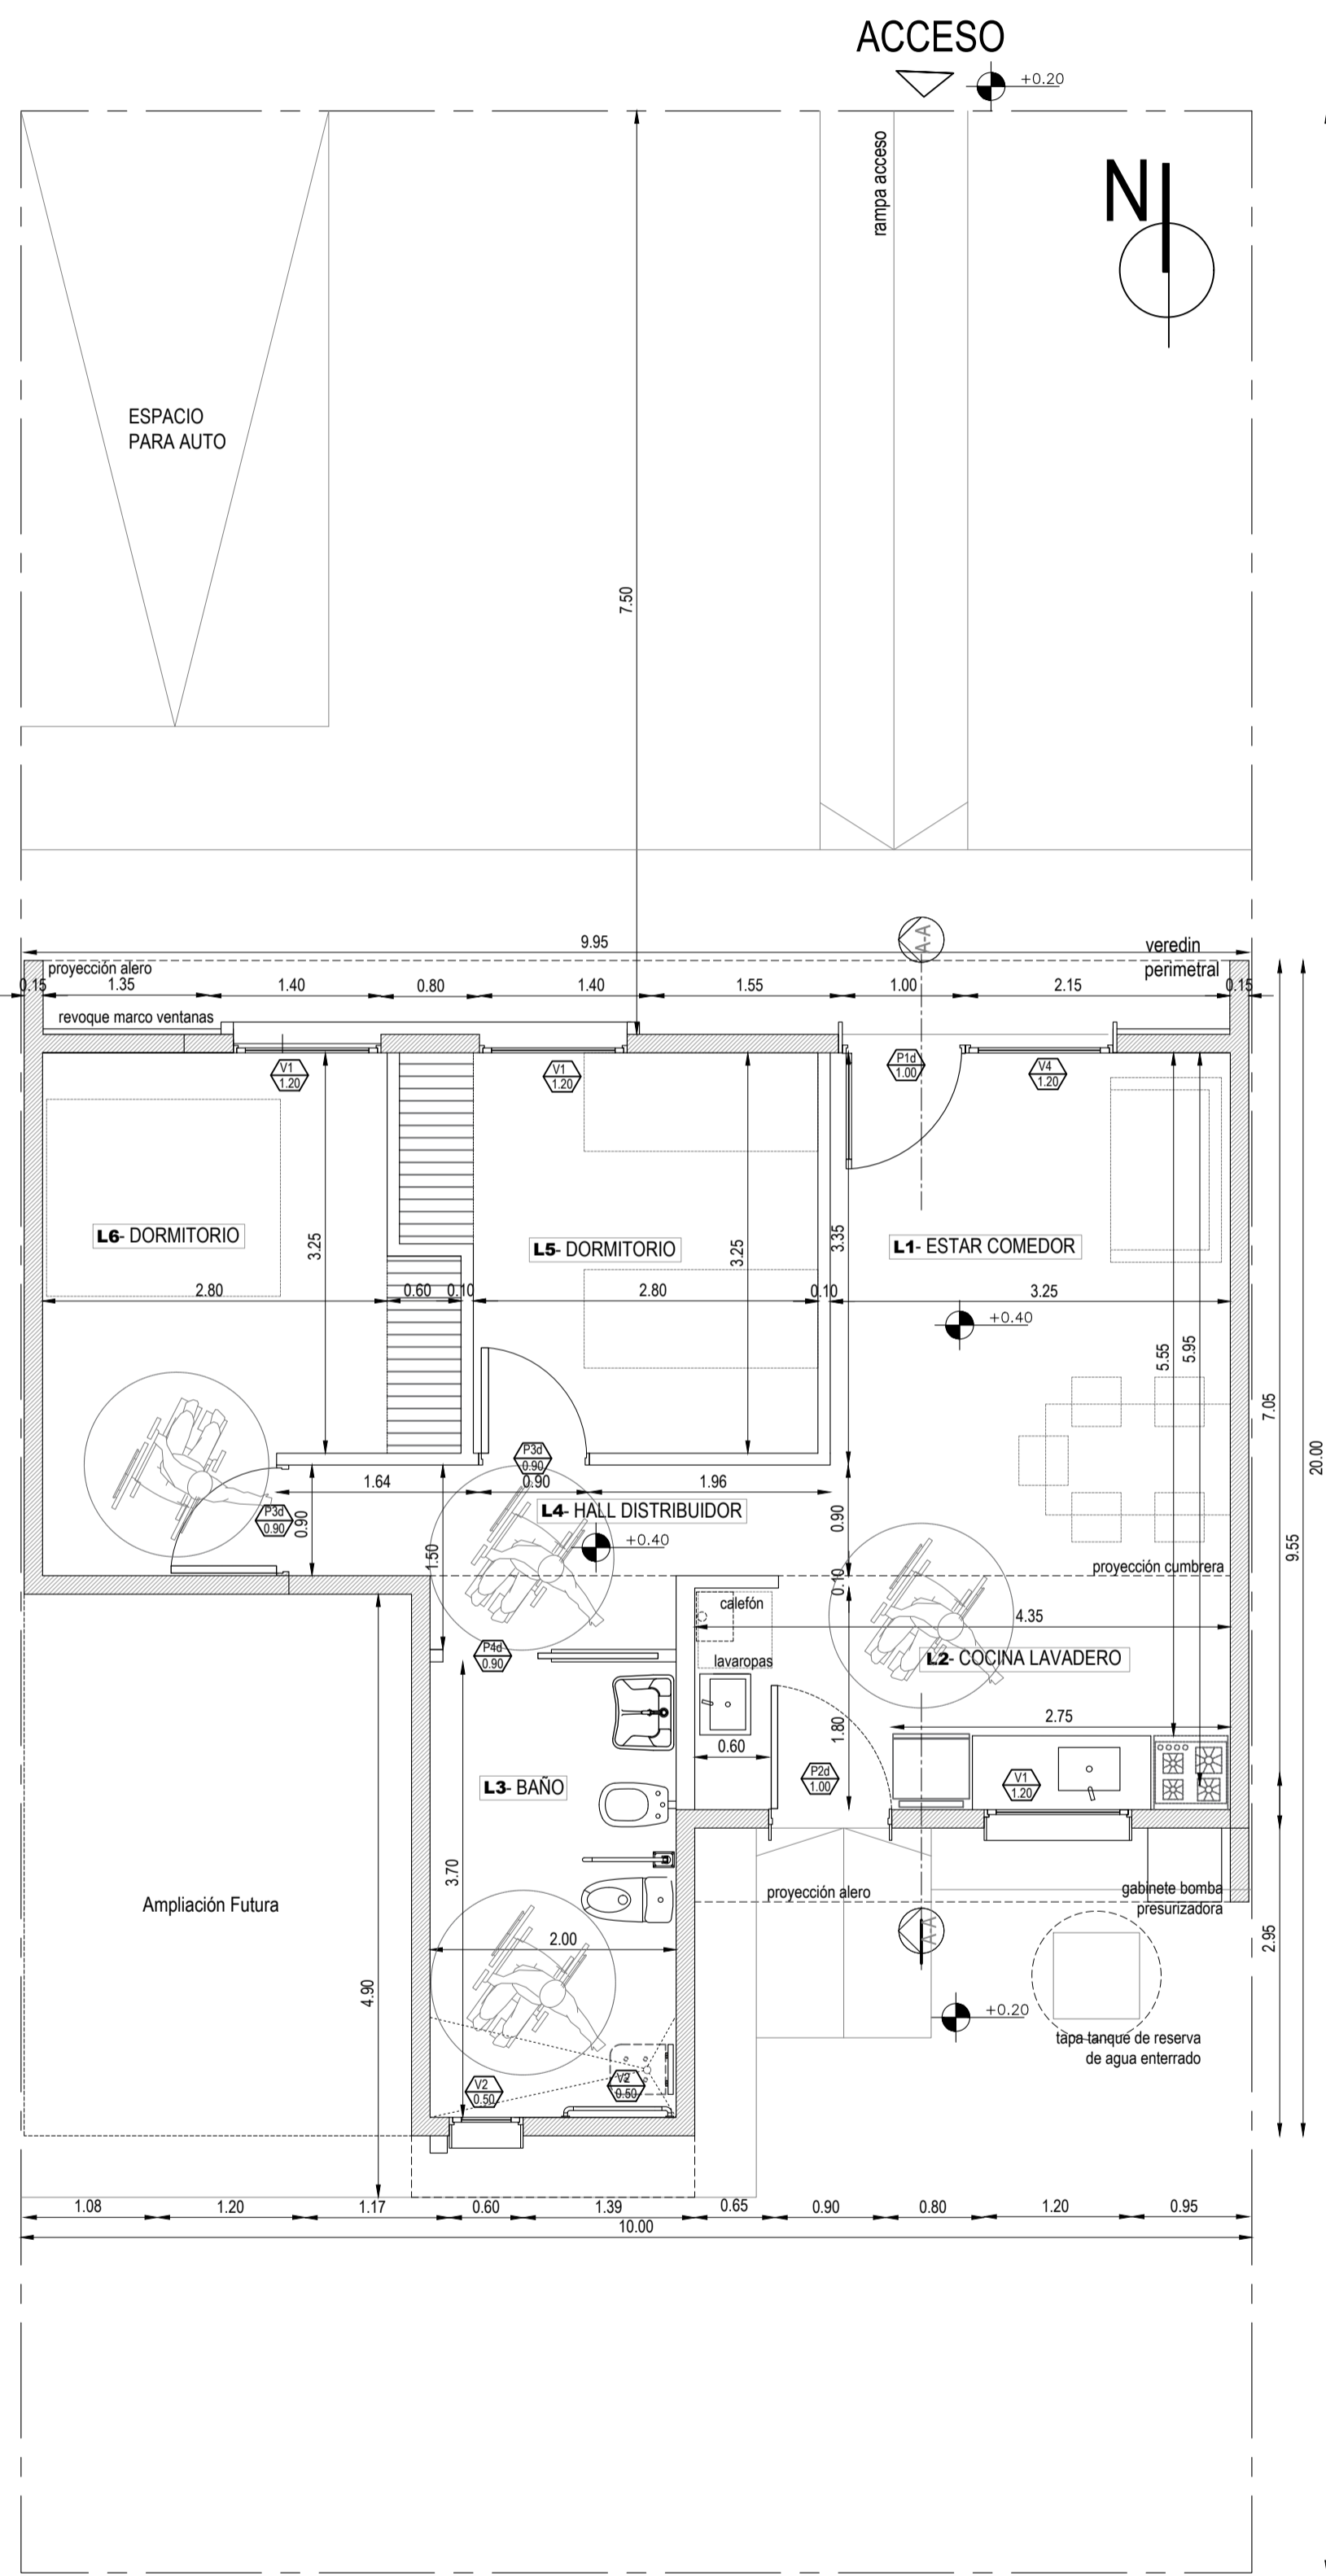 ACCESO
+0.20
rampa acceso
N
ESPACIO
PARA AUTO
7.50
A-A
9.95
veredin
perimetral
proyección alero
0.15
1.35
1.40
0.80
1.40
1.55
1.00
2.15
0.15
revoque marco ventanas
V1
1.20
V1
1.20
P1d
1.00
V4
1.20
L6- DORMITORIO
3.25
L5- DORMITORIO
3.25
3.35
L1- ESTAR COMEDOR
2.80
0.60
0.10
2.80
0.10
3.25
+0.40
5.55
5.95
7.05
20.00
P3d
0.90
1.64
0.90
1.96
P3d
0.90
0.90
L4- HALL DISTRIBUIDOR
+0.40
0.90
1.50
9.55
proyección cumbrera
0.10
calefón
4.35
P4d
0.90
lavaropas
L2- COCINA LAVADERO
2.75
1.80
0.60
L3- BAÑO
P2d
1.00
V1
1.20
3.70
Ampliación Futura
proyección alero
gabinete bomba
presurizadora
A-A
2.00
2.95
4.90
+0.20
tapa tanque de reserva
de agua enterrado
V2
0.50
V2
0.50
1.08
1.20
1.17
0.60
1.39
0.65
0.90
0.80
1.20
0.95
10.00